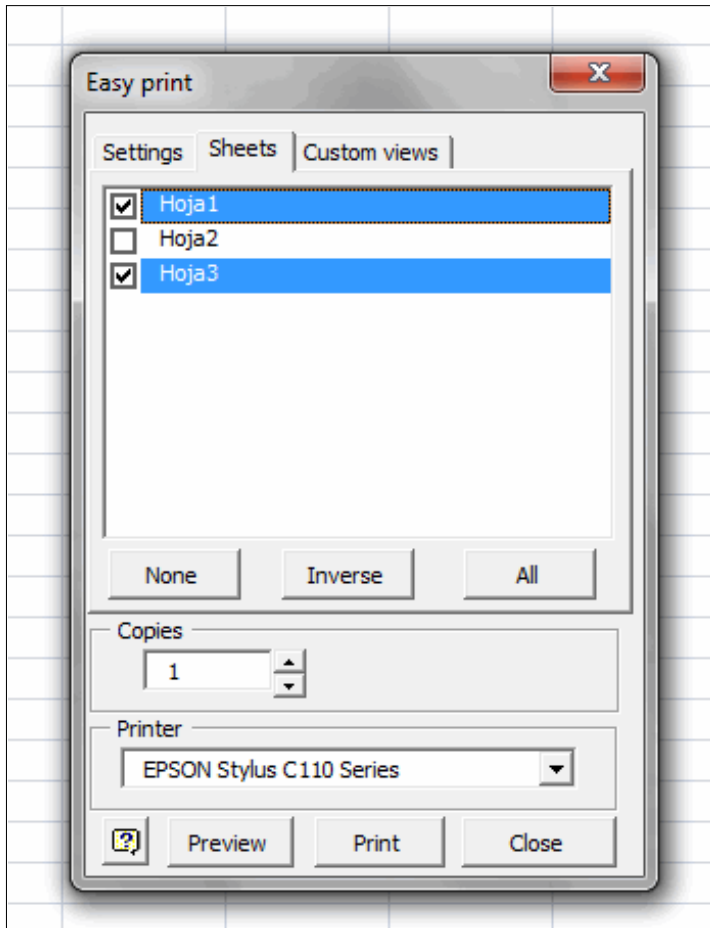 Easy print
Settings Sheets Custom views
Hoja1
Hoja2
Hoja3
None Inverse All
Copies
1
Printer
EPSON Stylus C110 Series
? Preview Print Close